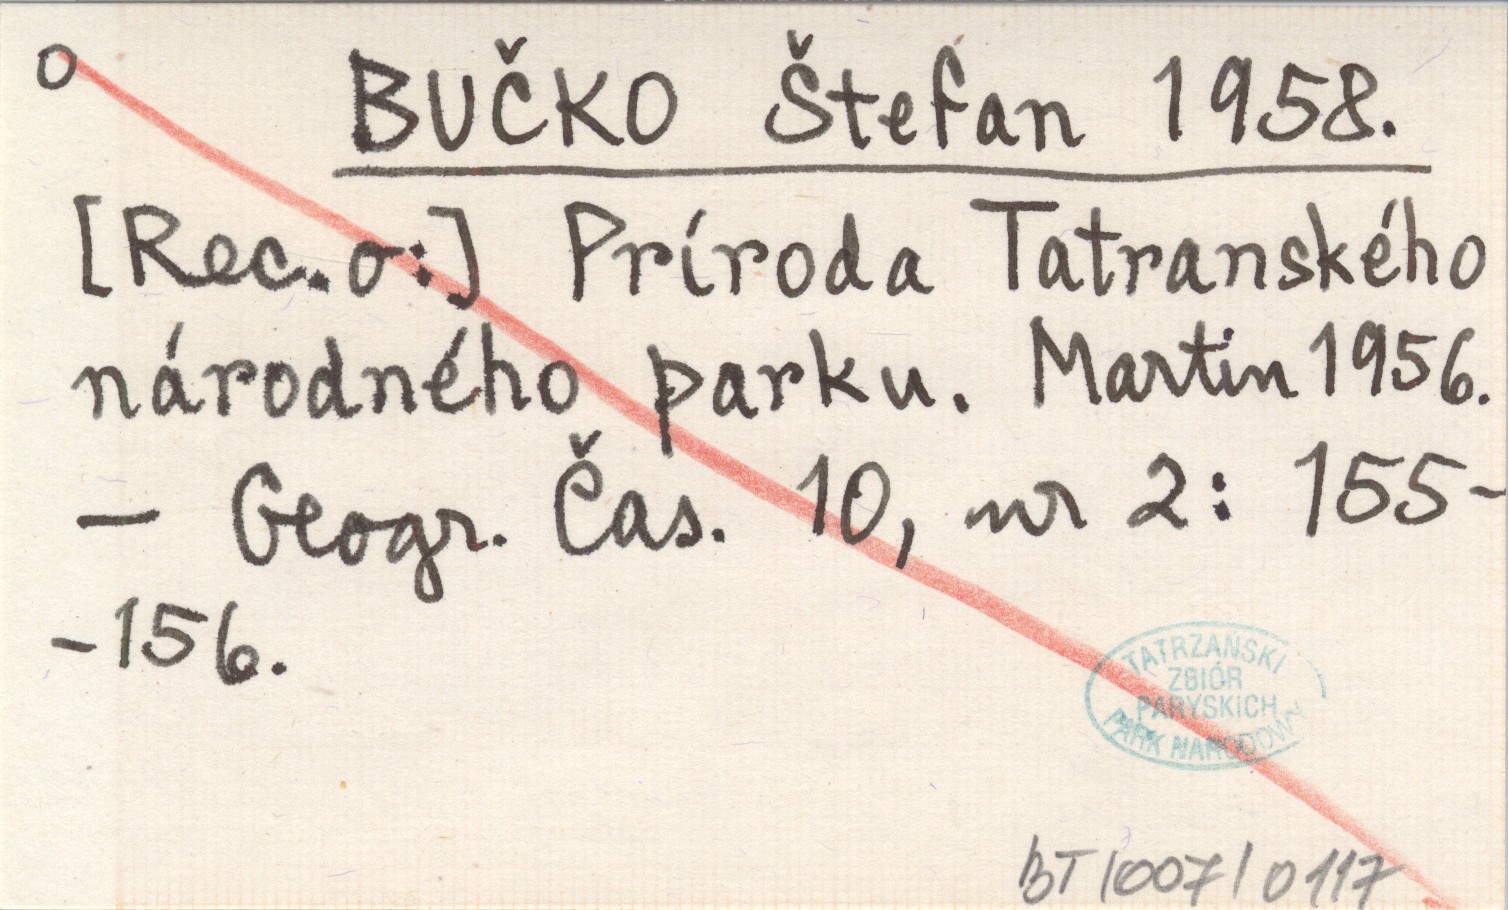 o BUČKO Štefan 1958.
[Rec. o:] Príroda Tatranského
národného parku. Martin 1956.
— Geogr. Čas. 10, nr 2: 155-
-156.
TATRZAŃSKI
ZBIÓR
PARYSKICH
PARK NARODOWY
BT/007/0117